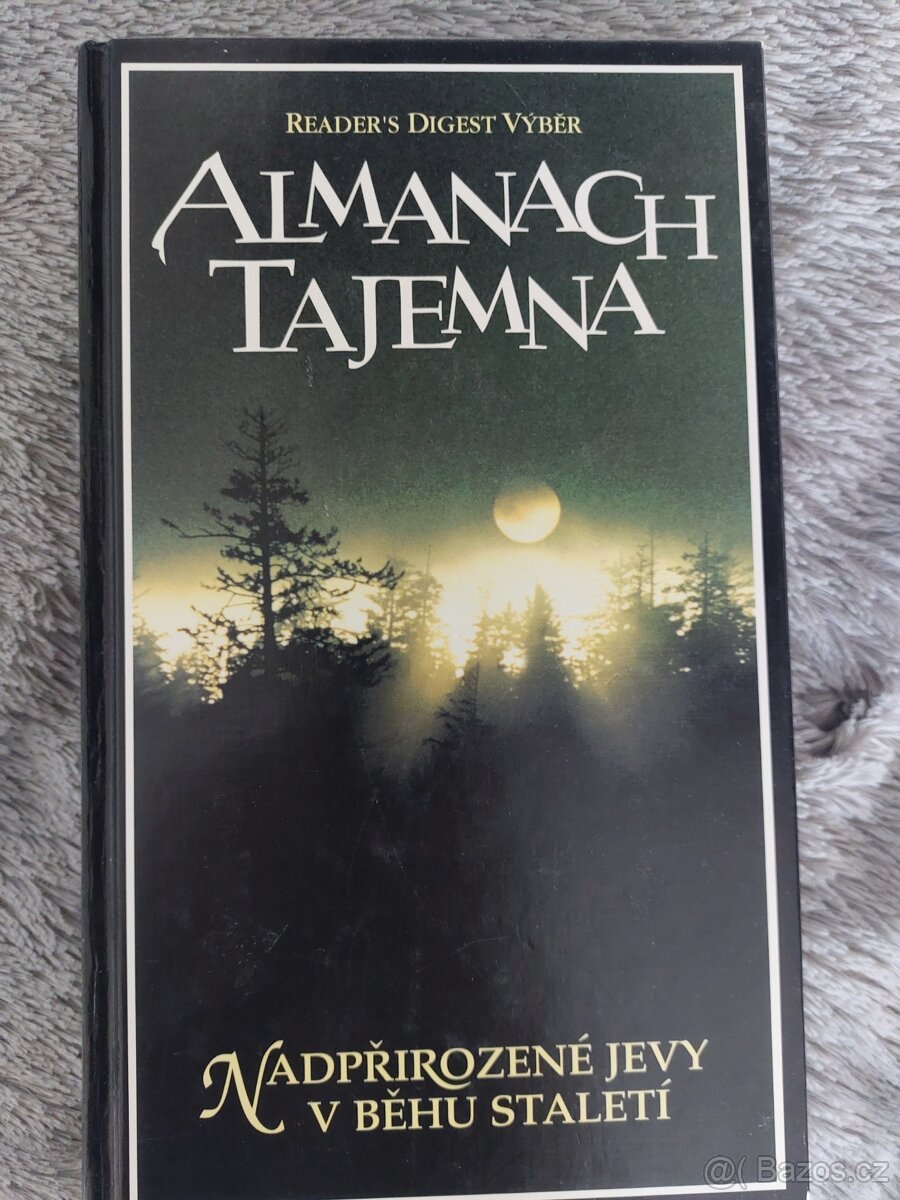 READER'S DIGEST VÝBĚR
ALMANACH
TAJEMNA
NADPŘIROZENÉ JEVY
V BĚHU STALETÍ
@( Bazos.cz